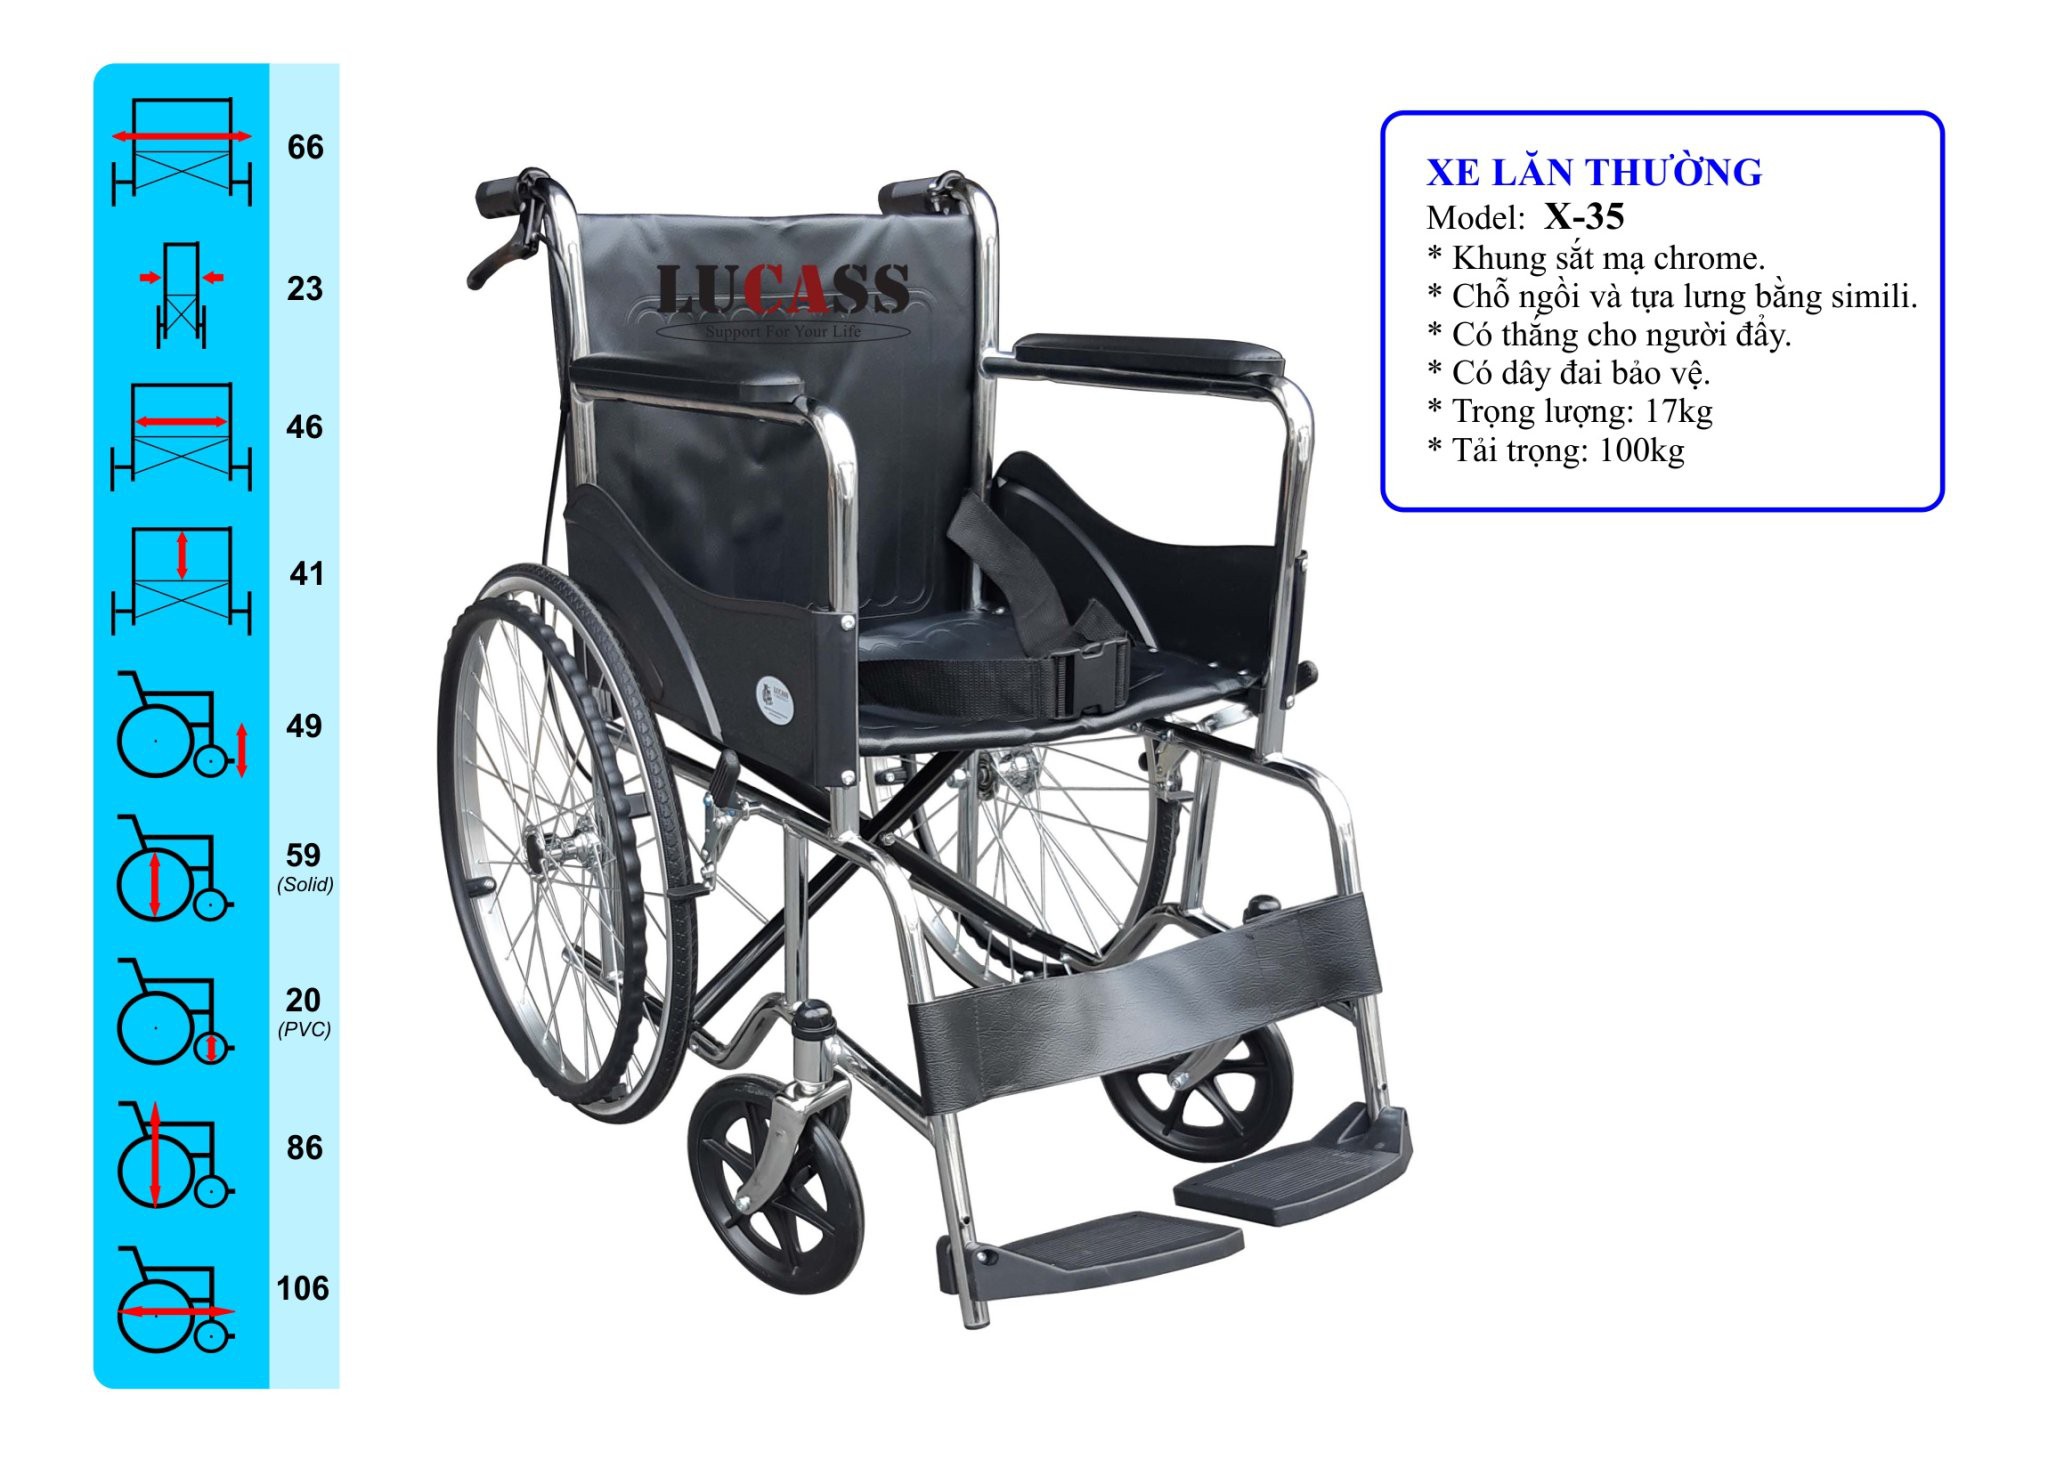 66
23
46
41
49
59
(Solid)
20
(PVC)
86
106
LUCASS
Support For Your Life
LUCASS
XE LĂN THƯỜNG
Model: X-35
* Khung sắt mạ chrome.
* Chỗ ngồi và tựa lưng bằng simili.
* Có thắng cho người đẩy.
* Có dây đai bảo vệ.
* Trọng lượng: 17kg
* Tải trọng: 100kg